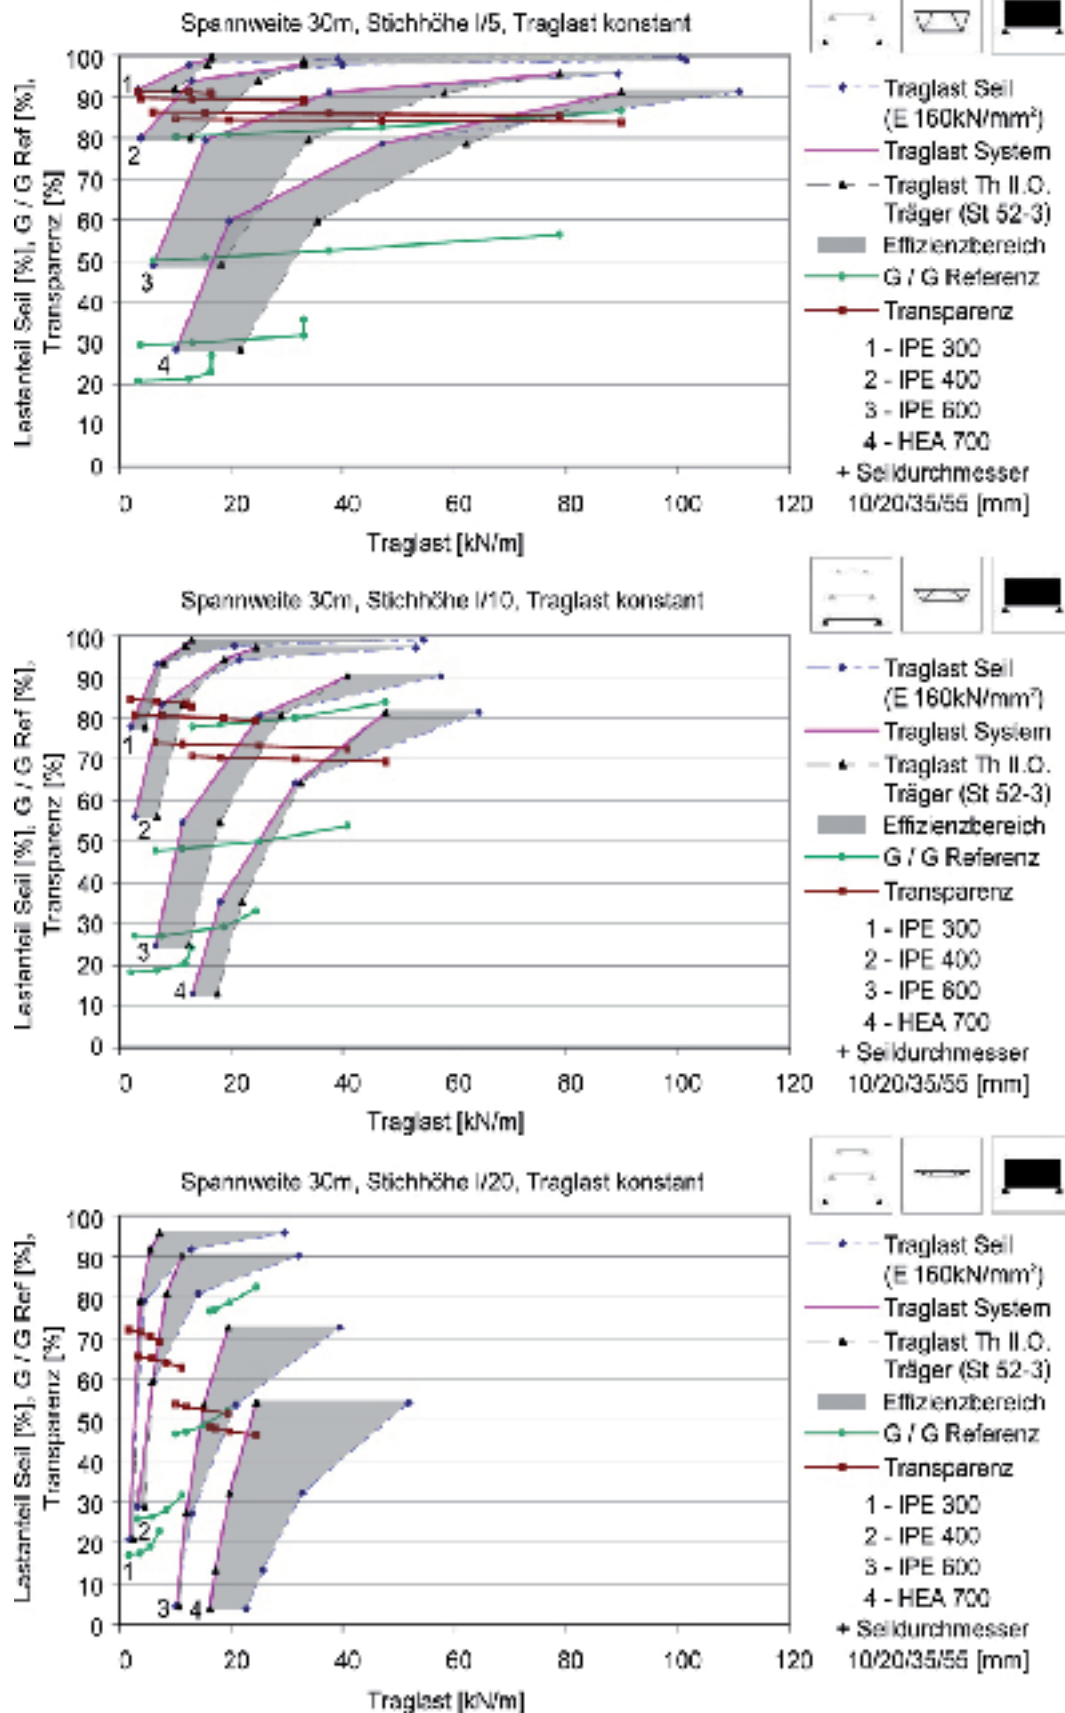 Spannweite 30m, Stichhöhe l/5, Traglast konstant
Lastanteil Seil [%], G / G Ref [%],
Transparenz [%]
100
90
80
70
60
50
40
30
20
10
0
1
2
3
4
0 20 40 60 80 100 120
Traglast [kN/m]
Traglast Seil
(E 160kN/mm²)
Traglast System
Traglast Th II.O.
Träger (St 52-3)
Effizienzbereich
G / G Referenz
Transparenz
1 - IPE 300
2 - IPE 400
3 - IPE 600
4 - HEA 700
+ Seildurchmesser
10/20/35/55 [mm]
Spannweite 30m, Stichhöhe l/10, Traglast konstant
Lastanteil Seil [%], G / G Ref [%],
Transparenz [%]
100
90
80
70
60
50
40
30
20
10
0
1
2
3
4
0 20 40 60 80 100 120
Traglast [kN/m]
Traglast Seil
(E 160kN/mm²)
Traglast System
Traglast Th II.O.
Träger (St 52-3)
Effizienzbereich
G / G Referenz
Transparenz
1 - IPE 300
2 - IPE 400
3 - IPE 600
4 - HEA 700
+ Seildurchmesser
10/20/35/55 [mm]
Spannweite 30m, Stichhöhe l/20, Traglast konstant
Lastanteil Seil [%], G / G Ref [%],
Transparenz [%]
100
90
80
70
60
50
40
30
20
10
0
1
2
3
4
0 20 40 60 80 100 120
Traglast [kN/m]
Traglast Seil
(E 160kN/mm²)
Traglast System
Traglast Th II.O.
Träger (St 52-3)
Effizienzbereich
G / G Referenz
Transparenz
1 - IPE 300
2 - IPE 400
3 - IPE 600
4 - HEA 700
+ Seildurchmesser
10/20/35/55 [mm]